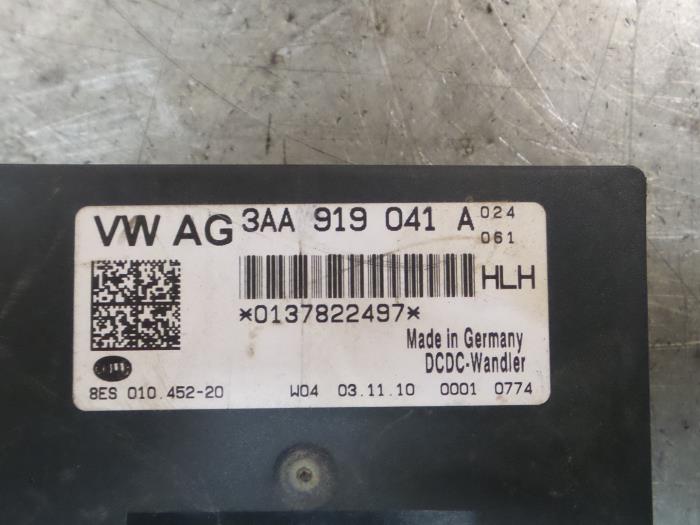 VW AG 3AA 919 041 A 024
061
HLH
*0137822497*
Made in Germany
DCDC-Wandler
8ES 010.452-20 W04 03.11.10 0001 0774